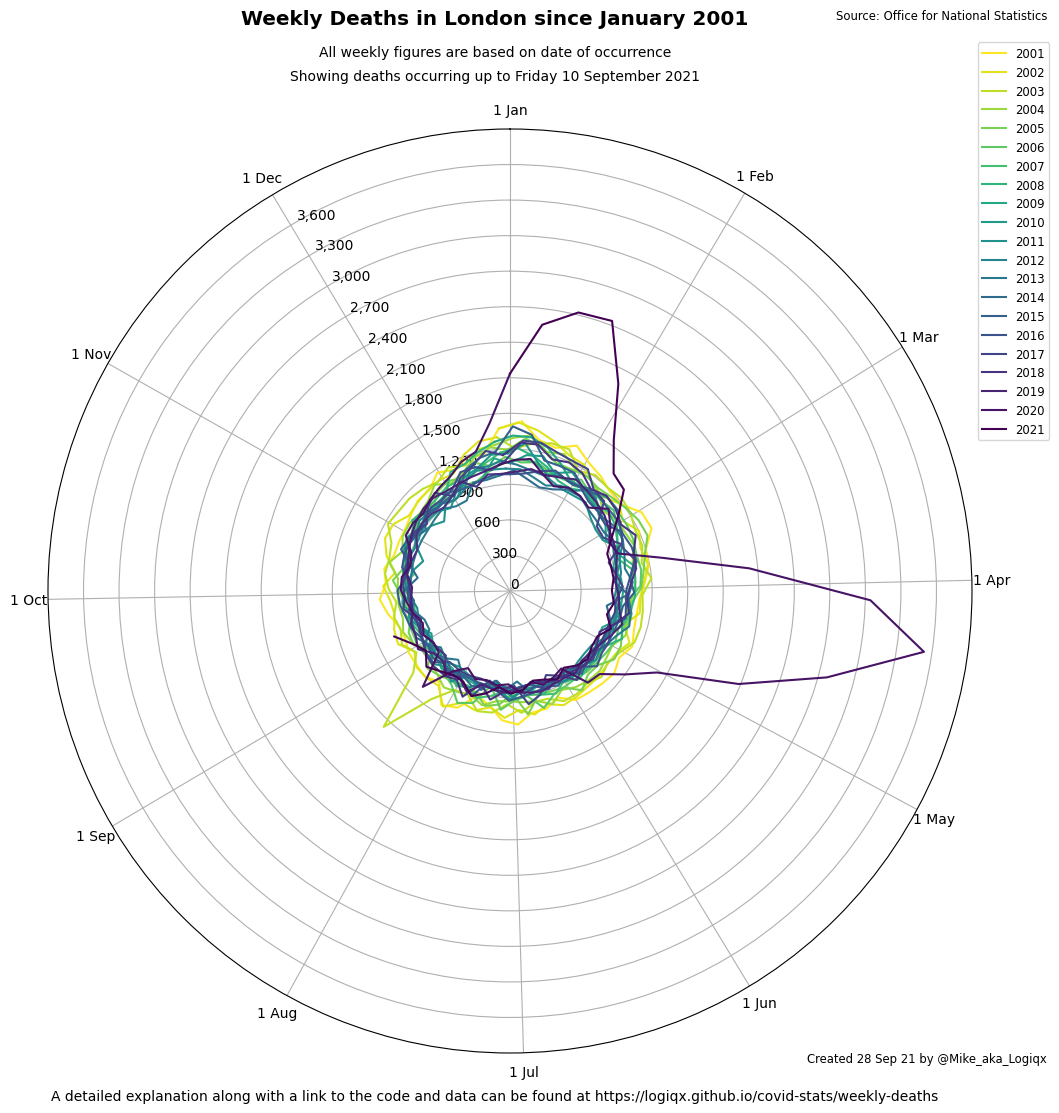 Weekly Deaths in London since January 2001
Source: Office for National Statistics
All weekly figures are based on date of occurrence
Showing deaths occurring up to Friday 10 September 2021
2001
2002
2003
2004
2005
2006
2007
2008
2009
2010
2011
2012
2013
2014
2015
2016
2017
2018
2019
2020
2021
1 Jan
1 Feb
1 Mar
1 Apr
1 May
1 Jun
1 Jul
1 Aug
1 Sep
1 Oct
1 Nov
1 Dec
3,600
3,300
3,000
2,700
2,400
2,100
1,800
1,500
600
300
0
Created 28 Sep 21 by @Mike_aka_Logiqx
A detailed explanation along with a link to the code and data can be found at https://logiqx.github.io/covid-stats/weekly-deaths